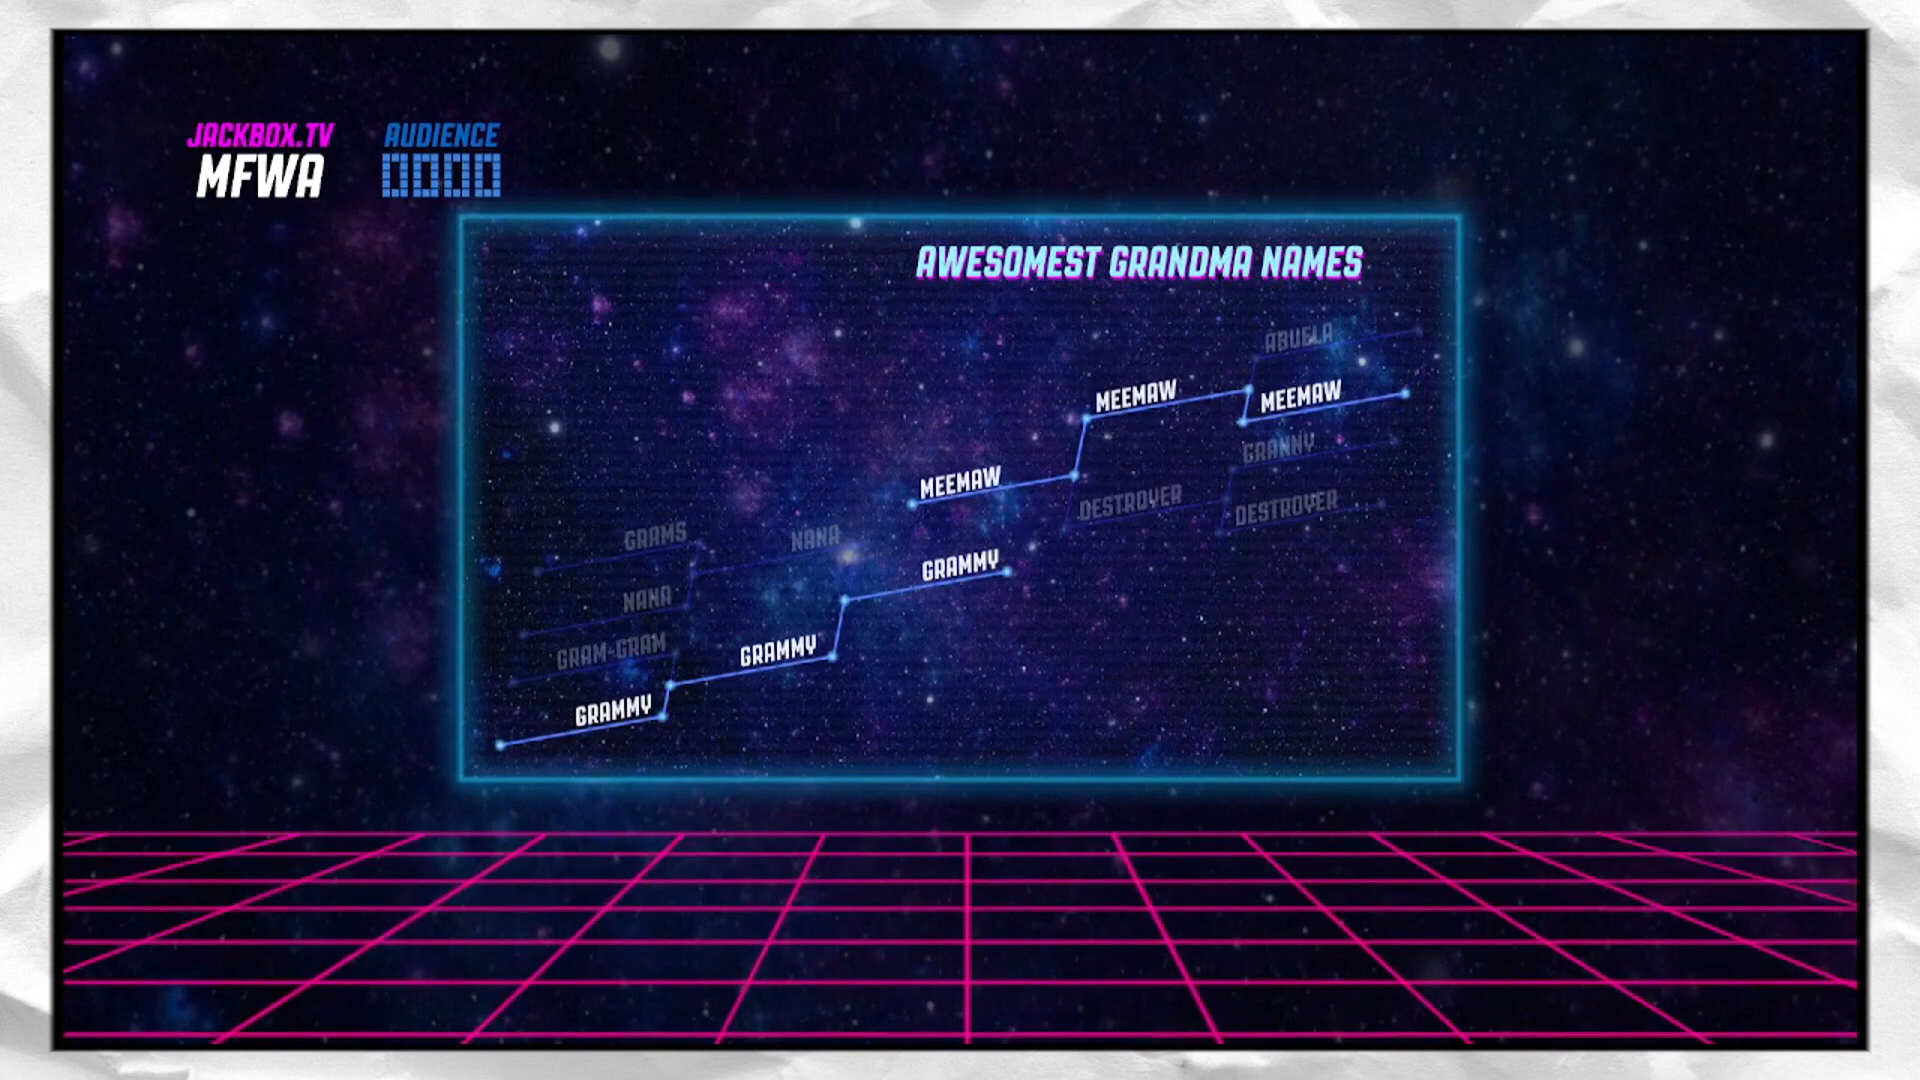 JACKBOX.TV
MFWA
AUDIENCE
0000
AWESOMEST GRANDMA NAMES
ABUELA
MEEMAW
MEEMAW
GRANNY
MEEMAW
DESTROYER
DESTROYER
GRAMS
NANA
GRAMMY
NANA
GRAM-GRAM
GRAMMY
GRAMMY